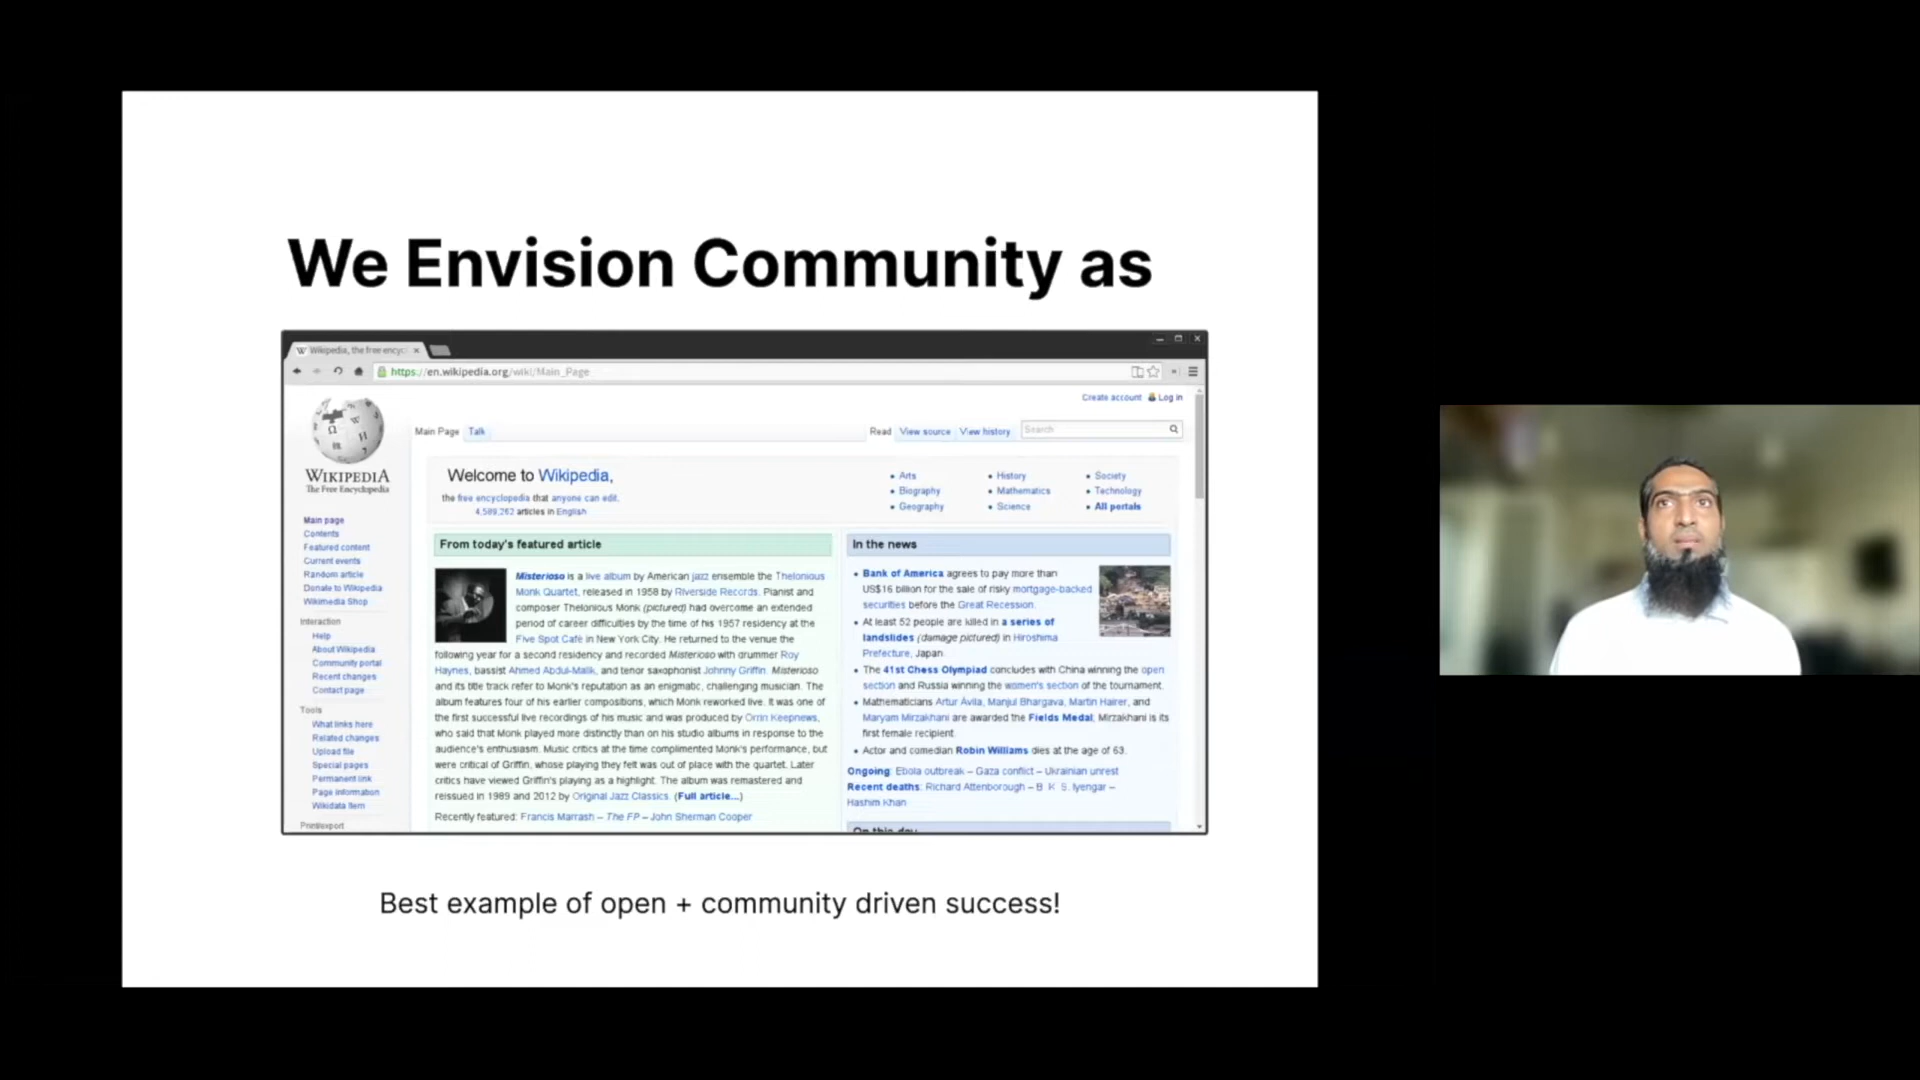 We Envision Community as
Wikipedia, the free encyc
https://en.wikipedia.org/wiki/Main_Page
Create account Log in
Main Page Talk
Read View source View history Search
WIKIPEDIA
The Free Encyclopedia
Main page
Contents
Featured content
Current events
Random article
Donate to Wikipedia
Wikimedia Shop
Interaction
Help
About Wikipedia
Community portal
Recent changes
Contact page
Tools
What links here
Related changes
Upload file
Special pages
Permanent link
Page information
Wikidata item
Print/export
Welcome to Wikipedia,
the free encyclopedia that anyone can edit.
4,589,262 articles in English
Arts
Biography
Geography
History
Mathematics
Science
Society
Technology
All portals
From today's featured article
Misterioso is a live album by American jazz ensemble the Thelonious
Monk Quartet, released in 1958 by Riverside Records. Pianist and
composer Thelonious Monk (pictured) had overcome an extended
period of career difficulties by the time of his 1957 residency at the
Five Spot Café in New York City. He returned to the venue the
following year for a second residency and recorded Misterioso with drummer Roy
Haynes, bassist Ahmed Abdul-Malik, and tenor saxophonist Johnny Griffin. Misterioso
and its title track refer to Monk's reputation as an enigmatic, challenging musician. The
album features four of his earlier compositions, which Monk reworked live. It was one of
the first successful live recordings of his music and was produced by Orrin Keepnews,
who said that Monk played more distinctly than on his studio albums in response to the
audience's enthusiasm. Music critics at the time complimented Monk's performance, but
were critical of Griffin, whose playing they felt was out of place with the quartet. Later
critics have viewed Griffin's playing as a highlight. The album was remastered and
reissued in 1989 and 2012 by Original Jazz Classics. (Full article...)
Recently featured: Francis Marrash – The FP – John Sherman Cooper
In the news
Bank of America agrees to pay more than
US$16 billion for the sale of risky mortgage-backed
securities before the Great Recession.
At least 52 people are killed in a series of
landslides (damage pictured) in Hiroshima
Prefecture, Japan.
The 41st Chess Olympiad concludes with China winning the open
section and Russia winning the women's section of the tournament.
Mathematicians Artur Avila, Manjul Bhargava, Martin Hairer, and
Maryam Mirzakhani are awarded the Fields Medal, Mirzakhani is its
first female recipient.
Actor and comedian Robin Williams dies at the age of 63.
Ongoing: Ebola outbreak – Gaza conflict – Ukrainian unrest
Recent deaths: Richard Attenborough – B. K. S. Iyengar –
Hashim Khan
On this day
Best example of open + community driven success!